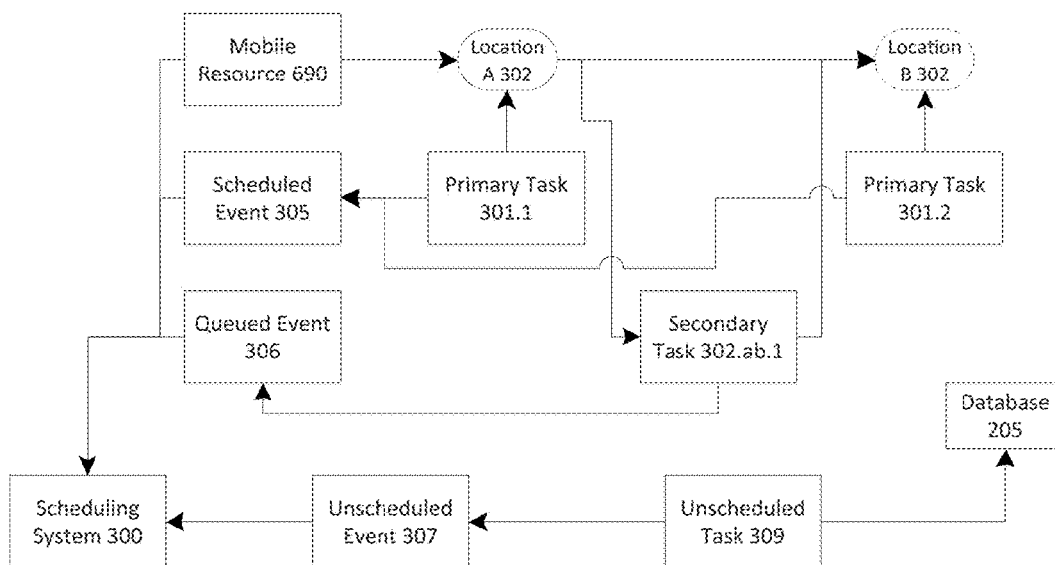 Mobile
Resource 690
Location
A 302
Location
B 302
Scheduled
Event 305
Primary Task
301.1
Primary Task
301.2
Queued Event
306
Secondary
Task 302.ab.1
Database
205
Scheduling
System 300
Unscheduled
Event 307
Unscheduled
Task 309